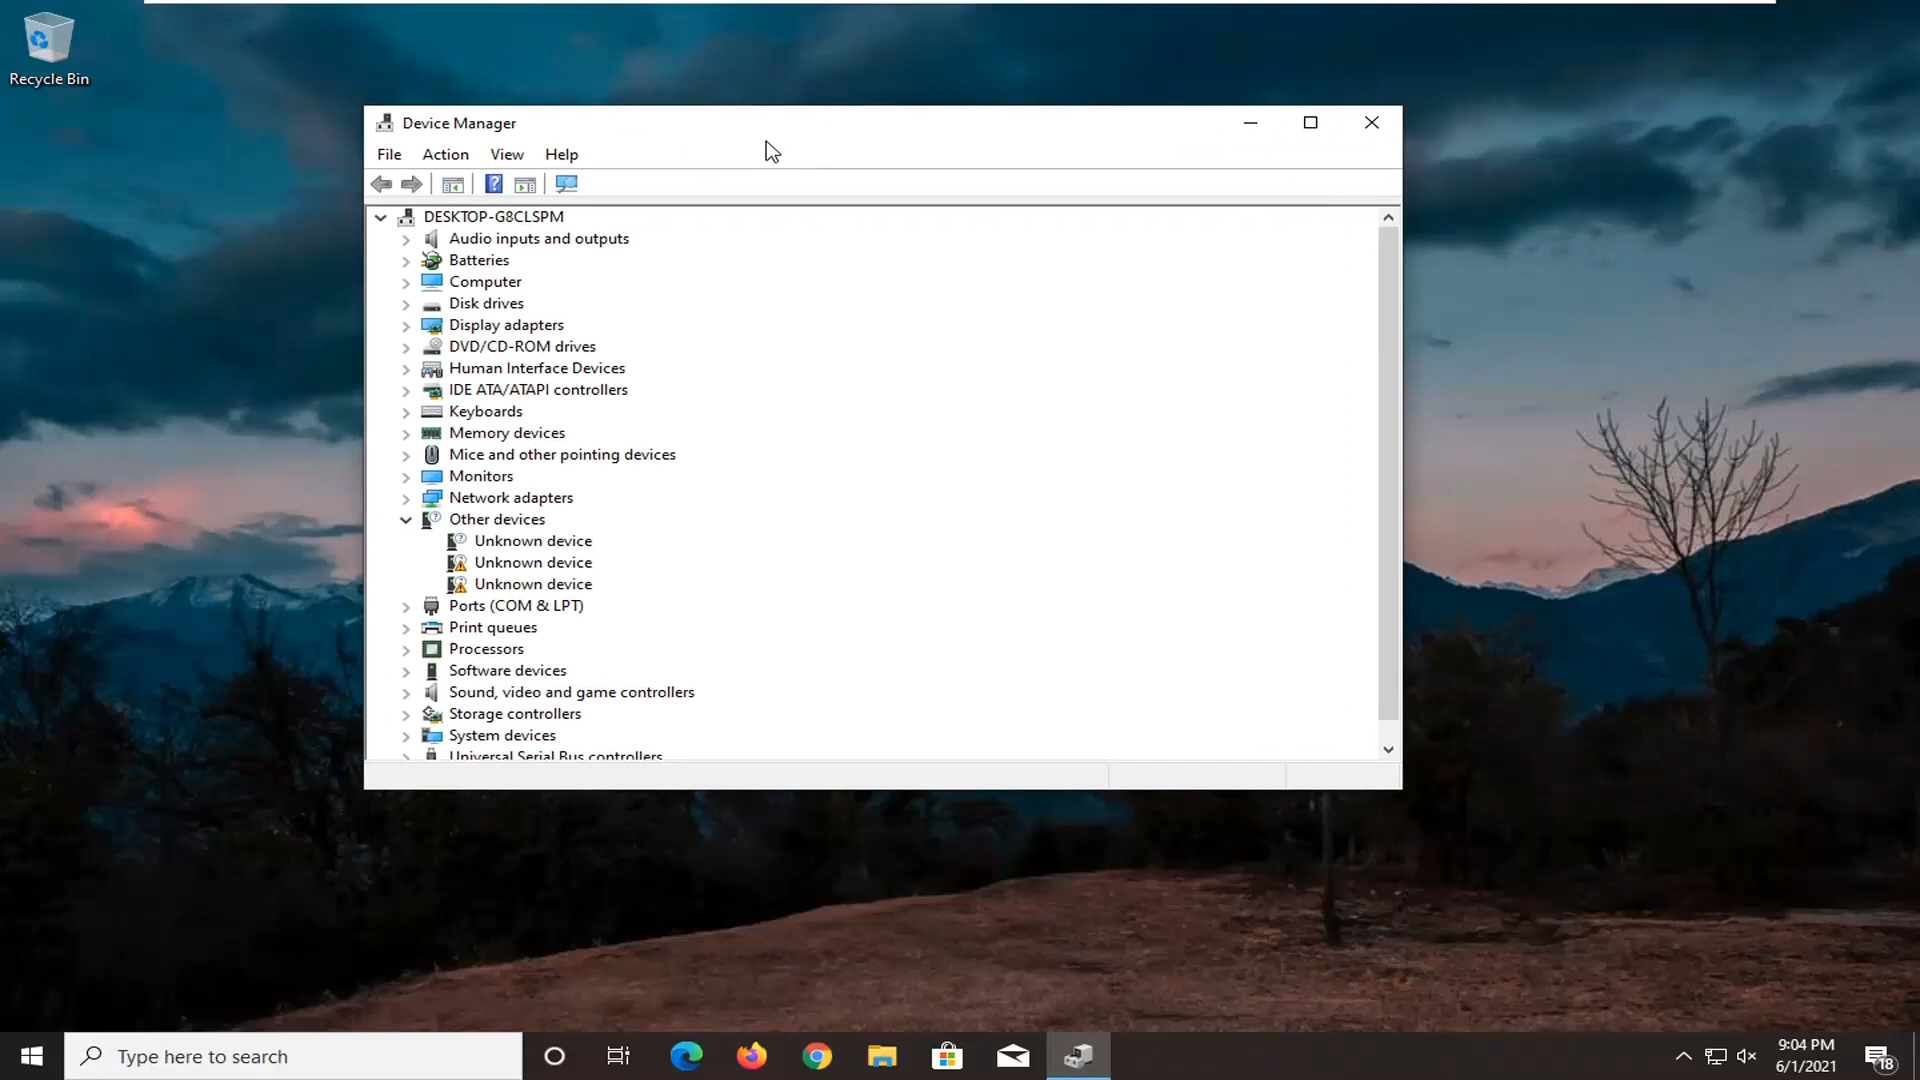 Recycle Bin
Device Manager
File Action View Help
DESKTOP-G8CLSPM
Audio inputs and outputs
Batteries
Computer
Disk drives
Display adapters
DVD/CD-ROM drives
Human Interface Devices
IDE ATA/ATAPI controllers
Keyboards
Memory devices
Mice and other pointing devices
Monitors
Network adapters
Other devices
Unknown device
Unknown device
Unknown device
Ports (COM & LPT)
Print queues
Processors
Software devices
Sound, video and game controllers
Storage controllers
System devices
Universal Serial Bus controllers
Type here to search
9:04 PM
6/1/2021
18